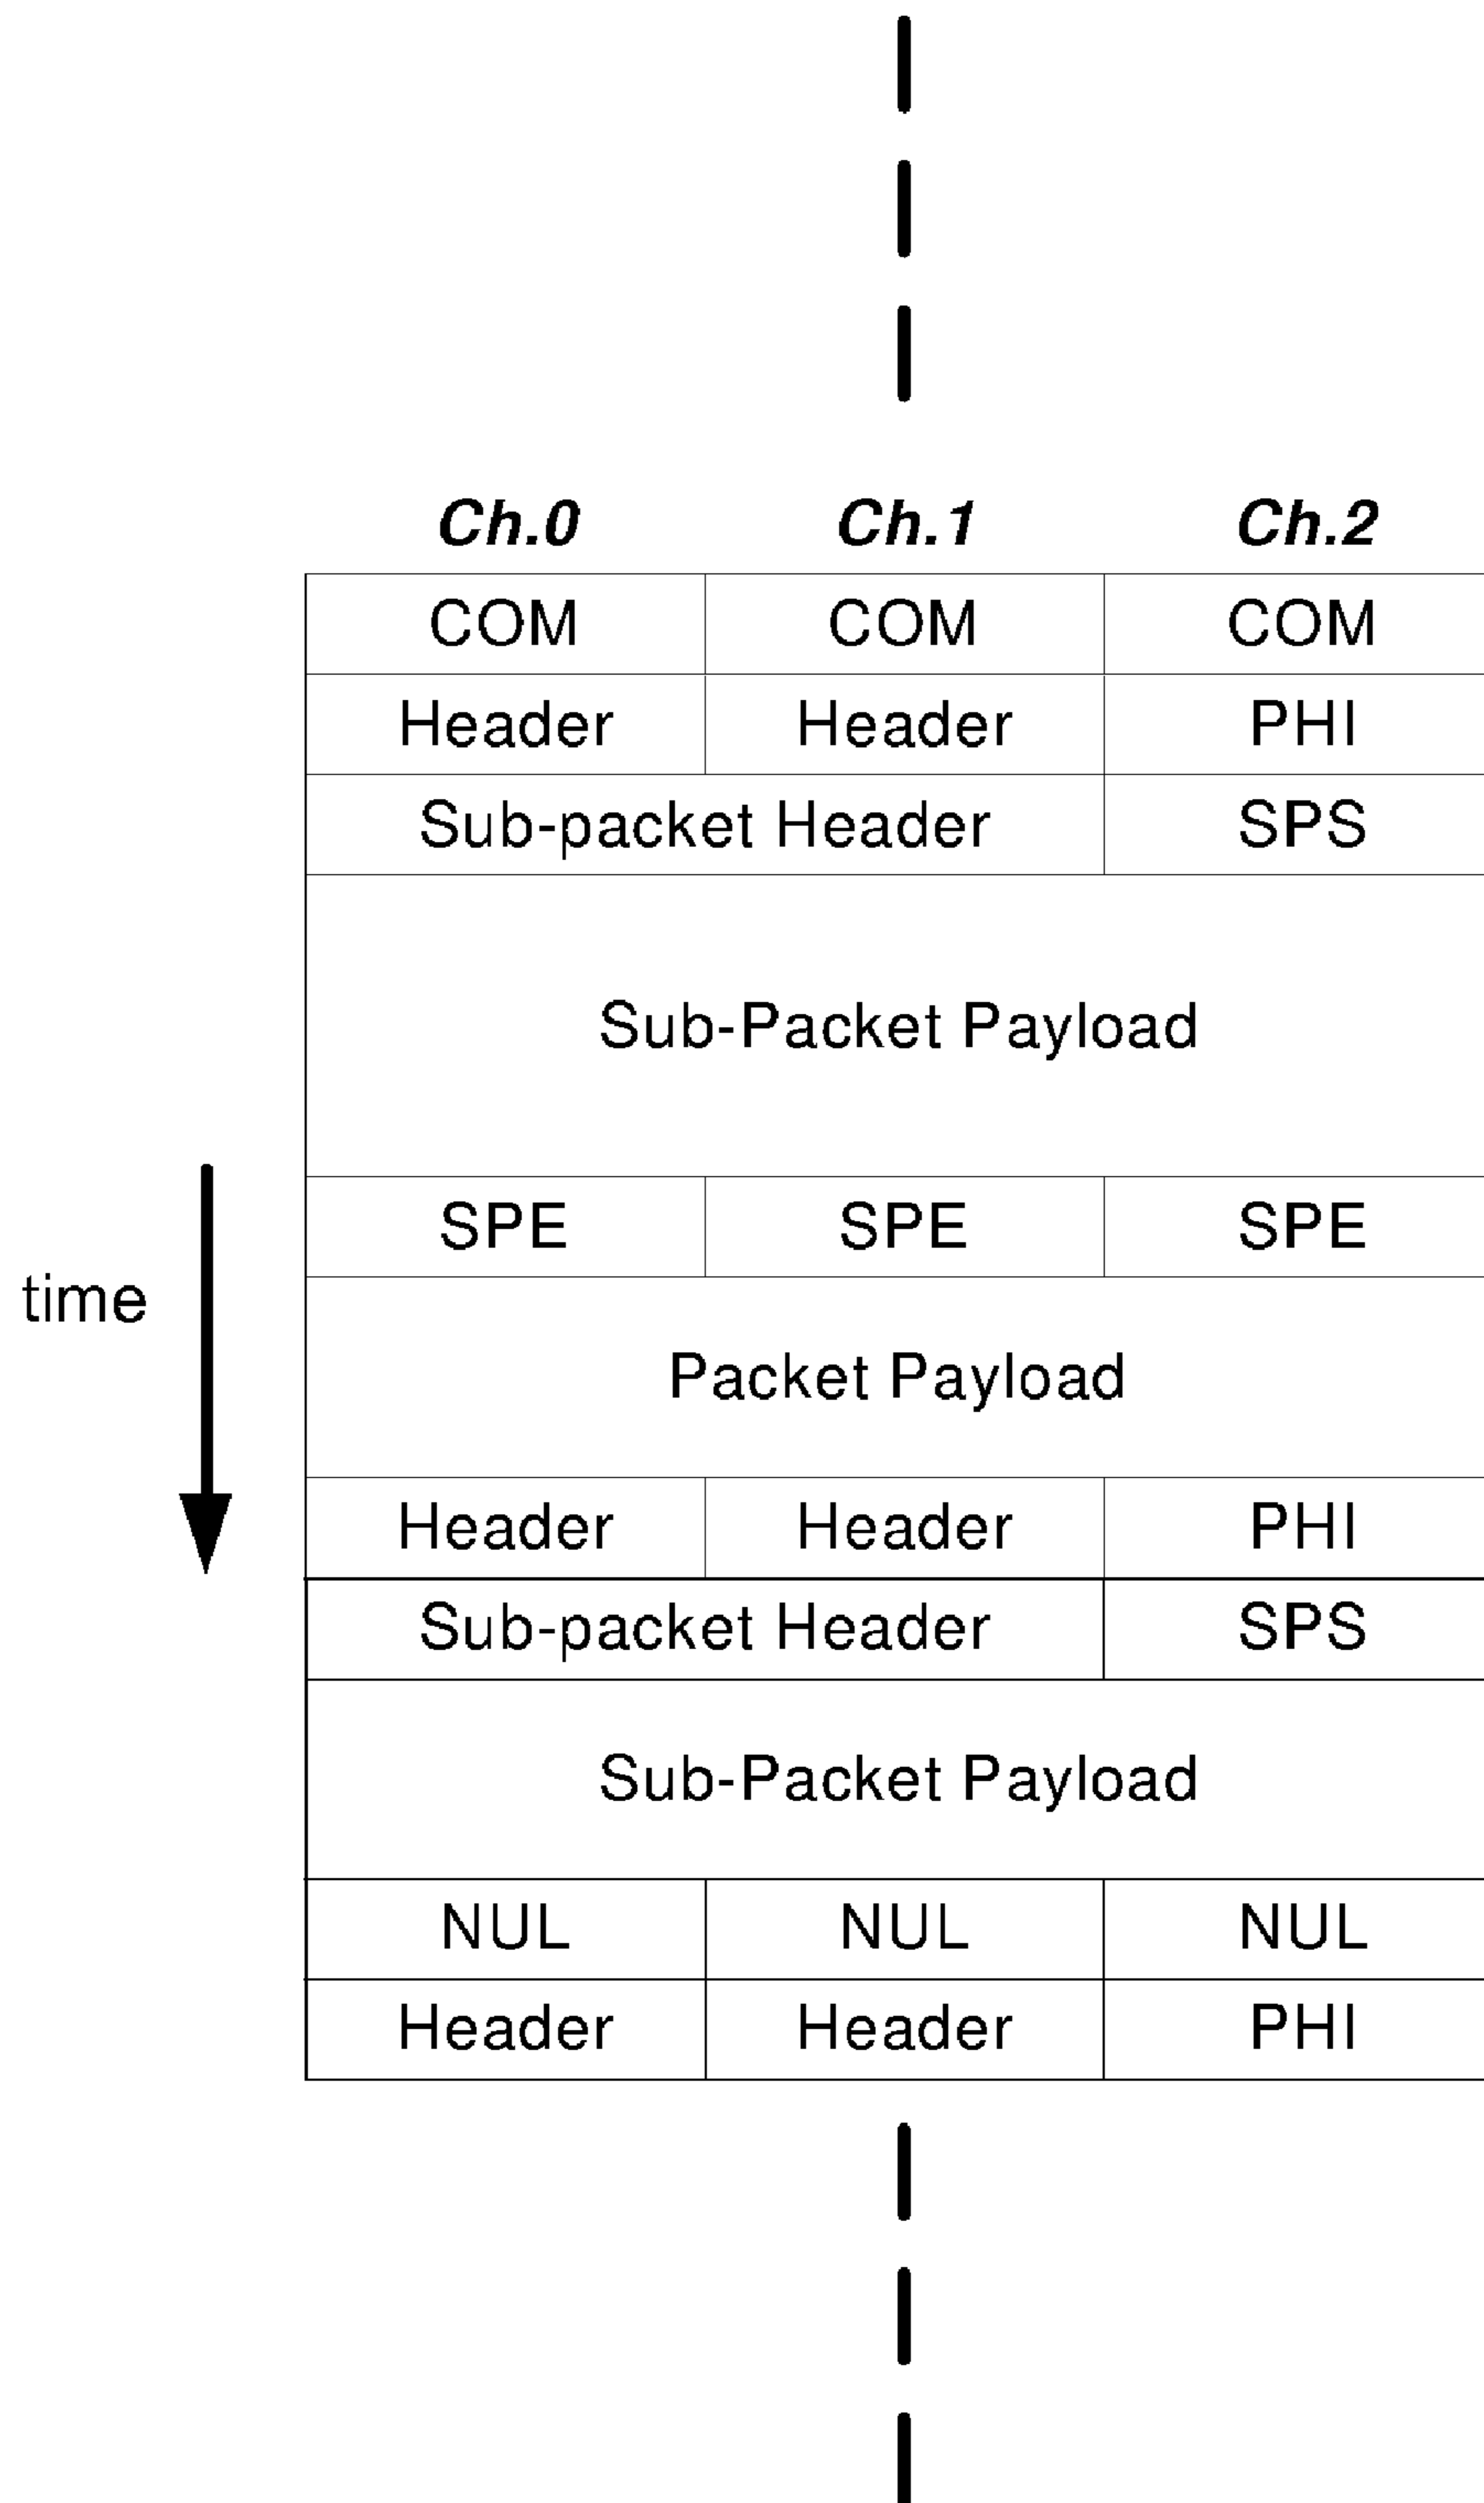 Ch.0 Ch.1 Ch.2
COM COM COM
Header Header PHI
Sub-packet Header SPS
Sub-Packet Payload
SPE SPE SPE
time
Packet Payload
Header Header PHI
Sub-packet Header SPS
Sub-Packet Payload
NUL NUL NUL
Header Header PHI